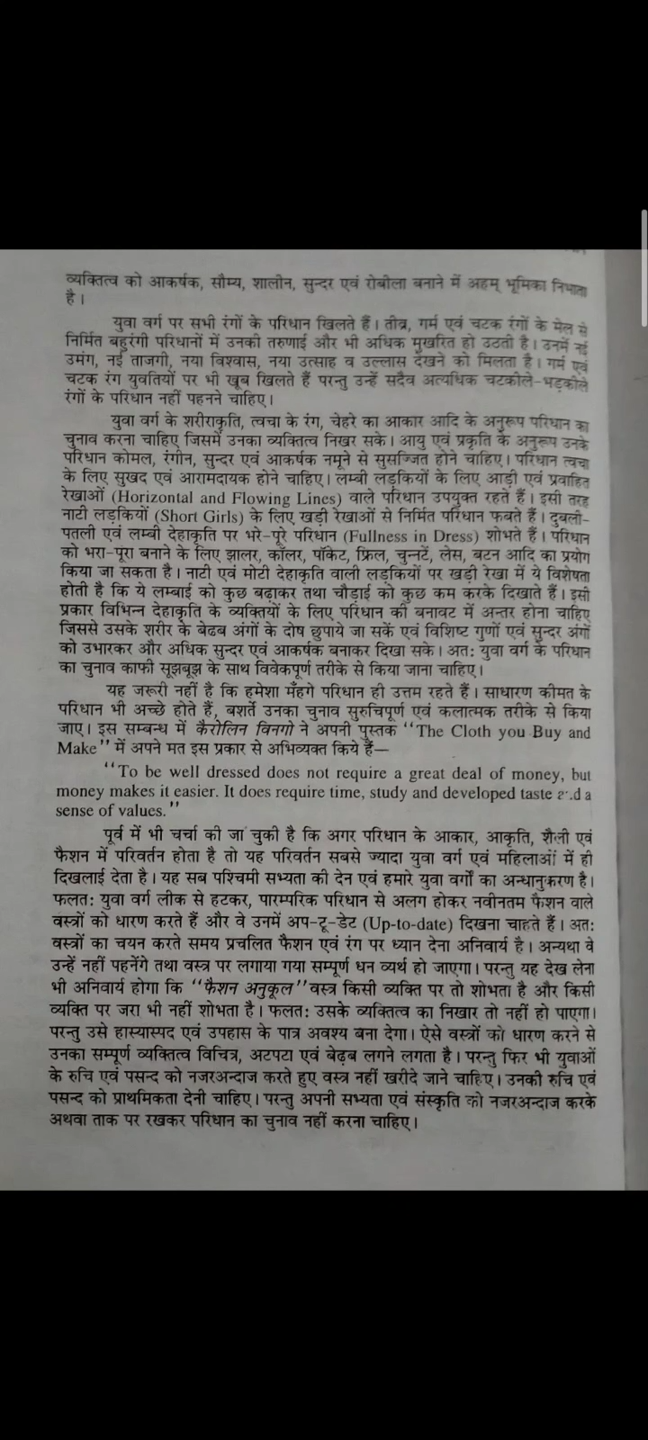 व्यक्तित्व को आकर्षक, सौम्य, शालीन, सुन्दर एवं रोबीला बनाने में अहम् भूमिका निभाता
है।
युवा वर्ग पर सभी रंगों के परिधान खिलते हैं। तीव्र, गर्म एवं चटक रंगों के मेल से
निर्मित बहुरंगी परिधानों में उनकी तरुणाई और भी अधिक मुखरित हो उठती है। उनमें नई
उमंग, नई ताजगी, नया विश्वास, नया उत्साह व उल्लास देखने को मिलता है। गर्म एवं
चटक रंग युवतियों पर भी खूब खिलते हैं परन्तु उन्हें सदैव अत्यधिक चटकीले-भड़कीले
रंगों के परिधान नहीं पहनने चाहिए।
युवा वर्ग के शरीराकृति, त्वचा के रंग, चेहरे का आकार आदि के अनुरूप परिधान का
चुनाव करना चाहिए जिसमें उनका व्यक्तित्व निखर सके। आयु एवं प्रकृति के अनुरूप उनके
परिधान कोमल, रंगीन, सुन्दर एवं आकर्षक नमूने से सुसज्जित होने चाहिए। परिधान त्वचा
के लिए सुखद एवं आरामदायक होने चाहिए। लम्बी लड़कियों के लिए आड़ी एवं प्रवाहित
रेखाओं (Horizontal and Flowing Lines) वाले परिधान उपयुक्त रहते हैं। इसी तरह
नाटी लड़कियों (Short Girls) के लिए खड़ी रेखाओं से निर्मित परिधान फवते हैं। दुबली-
पतली एवं लम्बी देहाकृति पर भरे-पूरे परिधान (Fullness in Dress) शोभते हैं। परिधान
को भरा-पूरा बनाने के लिए झालर, कॉलर, पॉकेट, फ्रिल, चुन्नटें, लेस, बटन आदि का प्रयोग
किया जा सकता है। नाटी एवं मोटी देहाकृति वाली लड़कियों पर खड़ी रेखा में ये विशेषता
होती है कि ये लम्बाई को कुछ बढ़ाकर तथा चौड़ाई को कुछ कम करके दिखाते हैं। इसी
प्रकार विभिन्न देहाकृति के व्यक्तियों के लिए परिधान की बनावट में अन्तर होना चाहिए
जिससे उसके शरीर के बेढब अंगों के दोष छुपाये जा सकें एवं विशिष्ट गुणों एवं सुन्दर अंगों
को उभारकर और अधिक सुन्दर एवं आकर्षक बनाकर दिखा सके। अतः युवा वर्ग के परिधान
का चुनाव काफी सूझबूझ के साथ विवेकपूर्ण तरीके से किया जाना चाहिए।
यह जरूरी नहीं है कि हमेशा मँहगे परिधान ही उत्तम रहते हैं। साधारण कीमत के
परिधान भी अच्छे होते हैं, बशर्ते उनका चुनाव सुरुचिपूर्ण एवं कलात्मक तरीके से किया
जाए। इस सम्बन्ध में कैरोलिन विनगो ने अपनी पुस्तक ''The Cloth you Buy and
Make'' में अपने मत इस प्रकार से अभिव्यक्त किये हैं—
''To be well dressed does not require a great deal of money, but
money makes it easier. It does require time, study and developed taste and a
sense of values.''
पूर्व में भी चर्चा की जा चुकी है कि अगर परिधान के आकार, आकृति, शैली एवं
फैशन में परिवर्तन होता है तो यह परिवर्तन सबसे ज्यादा युवा वर्ग एवं महिलाओं में ही
दिखलाई देता है। यह सब पश्चिमी सभ्यता की देन एवं हमारे युवा वर्गों का अन्धानुकरण है।
फलतः युवा वर्ग लीक से हटकर, पारम्परिक परिधान से अलग होकर नवीनतम फैशन वाले
वस्त्रों को धारण करते हैं और वे उनमें अप-टू-डेट (Up-to-date) दिखना चाहते हैं। अतः
वस्त्रों का चयन करते समय प्रचलित फैशन एवं रंग पर ध्यान देना अनिवार्य है। अन्यथा वे
उन्हें नहीं पहनेंगे तथा वस्त्र पर लगाया गया सम्पूर्ण धन व्यर्थ हो जाएगा। परन्तु यह देख लेना
भी अनिवार्य होगा कि ''फैशन अनुकूल'' वस्त्र किसी व्यक्ति पर तो शोभता है और किसी
व्यक्ति पर जरा भी नहीं शोभता है। फलतः उसके व्यक्तित्व का निखार तो नहीं हो पाएगा।
परन्तु उसे हास्यास्पद एवं उपहास के पात्र अवश्य बना देगा। ऐसे वस्त्रों को धारण करने से
उनका सम्पूर्ण व्यक्तित्व विचित्र, अटपटा एवं बेढ़ब लगने लगता है। परन्तु फिर भी युवाओं
के रुचि एवं पसन्द को नजरअन्दाज करते हुए वस्त्र नहीं खरीदे जाने चाहिए। उनकी रुचि एवं
पसन्द को प्राथमिकता देनी चाहिए। परन्तु अपनी सभ्यता एवं संस्कृति को नजरअन्दाज करके
अथवा ताक पर रखकर परिधान का चुनाव नहीं करना चाहिए।